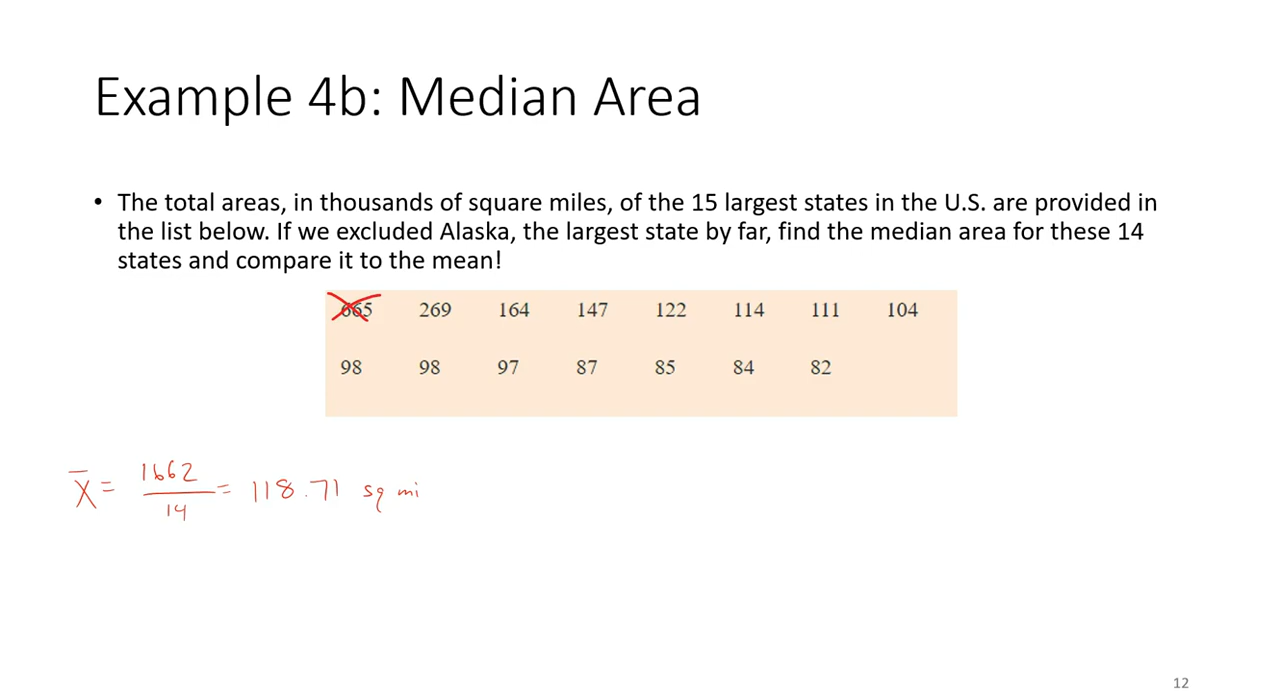 Example 4b: Median Area
• The total areas, in thousands of square miles, of the 15 largest states in the U.S. are provided in
the list below. If we excluded Alaska, the largest state by far, find the median area for these 14
states and compare it to the mean!
665 269 164 147 122 114 111 104
98 98 97 87 85 84 82
X̄ = 1662 / 14 = 118.71 sq mi
12